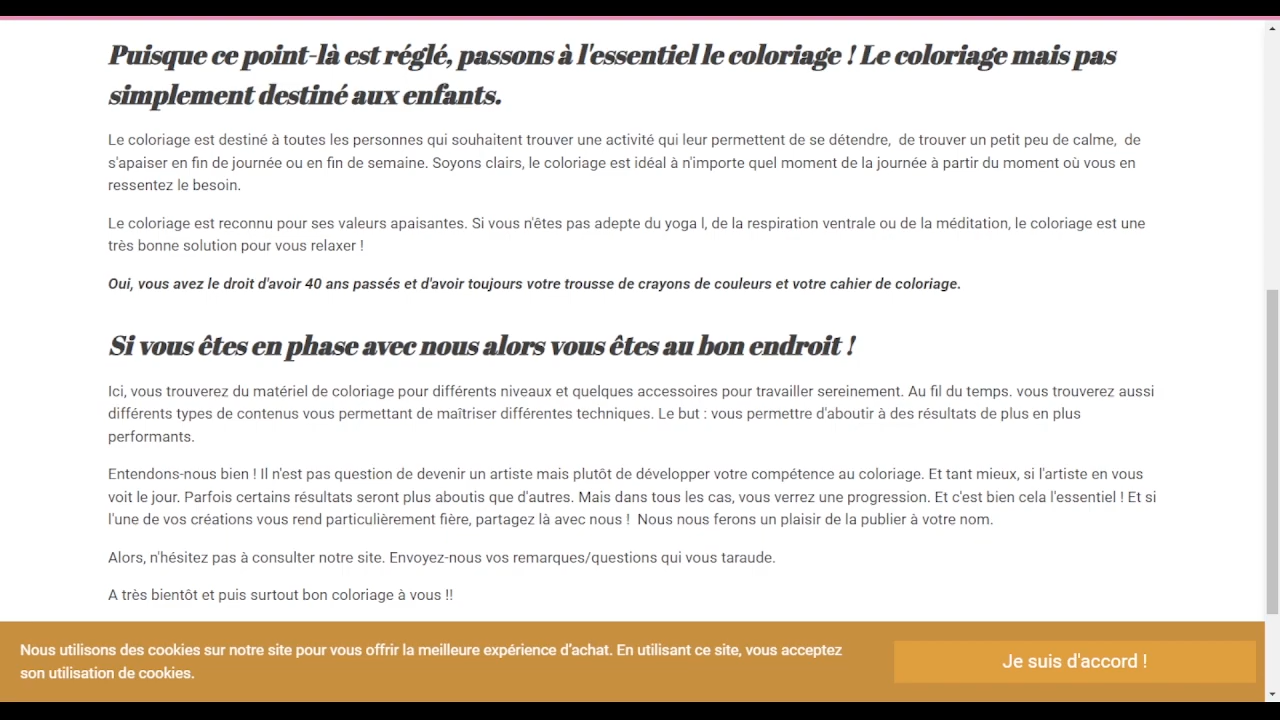 Puisque ce point-là est réglé, passons à l'essentiel le coloriage ! Le coloriage mais pas
simplement destiné aux enfants.
Le coloriage est destiné à toutes les personnes qui souhaitent trouver une activité qui leur permettent de se détendre,  de trouver un petit peu de calme,  de
s'apaiser en fin de journée ou en fin de semaine. Soyons clairs, le coloriage est idéal à n'importe quel moment de la journée à partir du moment où vous en
ressentez le besoin.
Le coloriage est reconnu pour ses valeurs apaisantes. Si vous n'êtes pas adepte du yoga l, de la respiration ventrale ou de la méditation, le coloriage est une
très bonne solution pour vous relaxer !
Oui, vous avez le droit d'avoir 40 ans passés et d'avoir toujours votre trousse de crayons de couleurs et votre cahier de coloriage.
Si vous êtes en phase avec nous alors vous êtes au bon endroit !
Ici, vous trouverez du matériel de coloriage pour différents niveaux et quelques accessoires pour travailler sereinement. Au fil du temps. vous trouverez aussi
différents types de contenus vous permettant de maîtriser différentes techniques. Le but : vous permettre d'aboutir à des résultats de plus en plus
performants.
Entendons-nous bien ! Il n'est pas question de devenir un artiste mais plutôt de développer votre compétence au coloriage. Et tant mieux, si l'artiste en vous
voit le jour. Parfois certains résultats seront plus aboutis que d'autres. Mais dans tous les cas, vous verrez une progression. Et c'est bien cela l'essentiel ! Et si
l'une de vos créations vous rend particulièrement fière, partagez là avec nous !  Nous nous ferons un plaisir de la publier à votre nom.
Alors, n'hésitez pas à consulter notre site. Envoyez-nous vos remarques/questions qui vous taraude.
A très bientôt et puis surtout bon coloriage à vous !!
Nous utilisons des cookies sur notre site pour vous offrir la meilleure expérience d'achat. En utilisant ce site, vous acceptez
son utilisation de cookies.
Je suis d'accord !